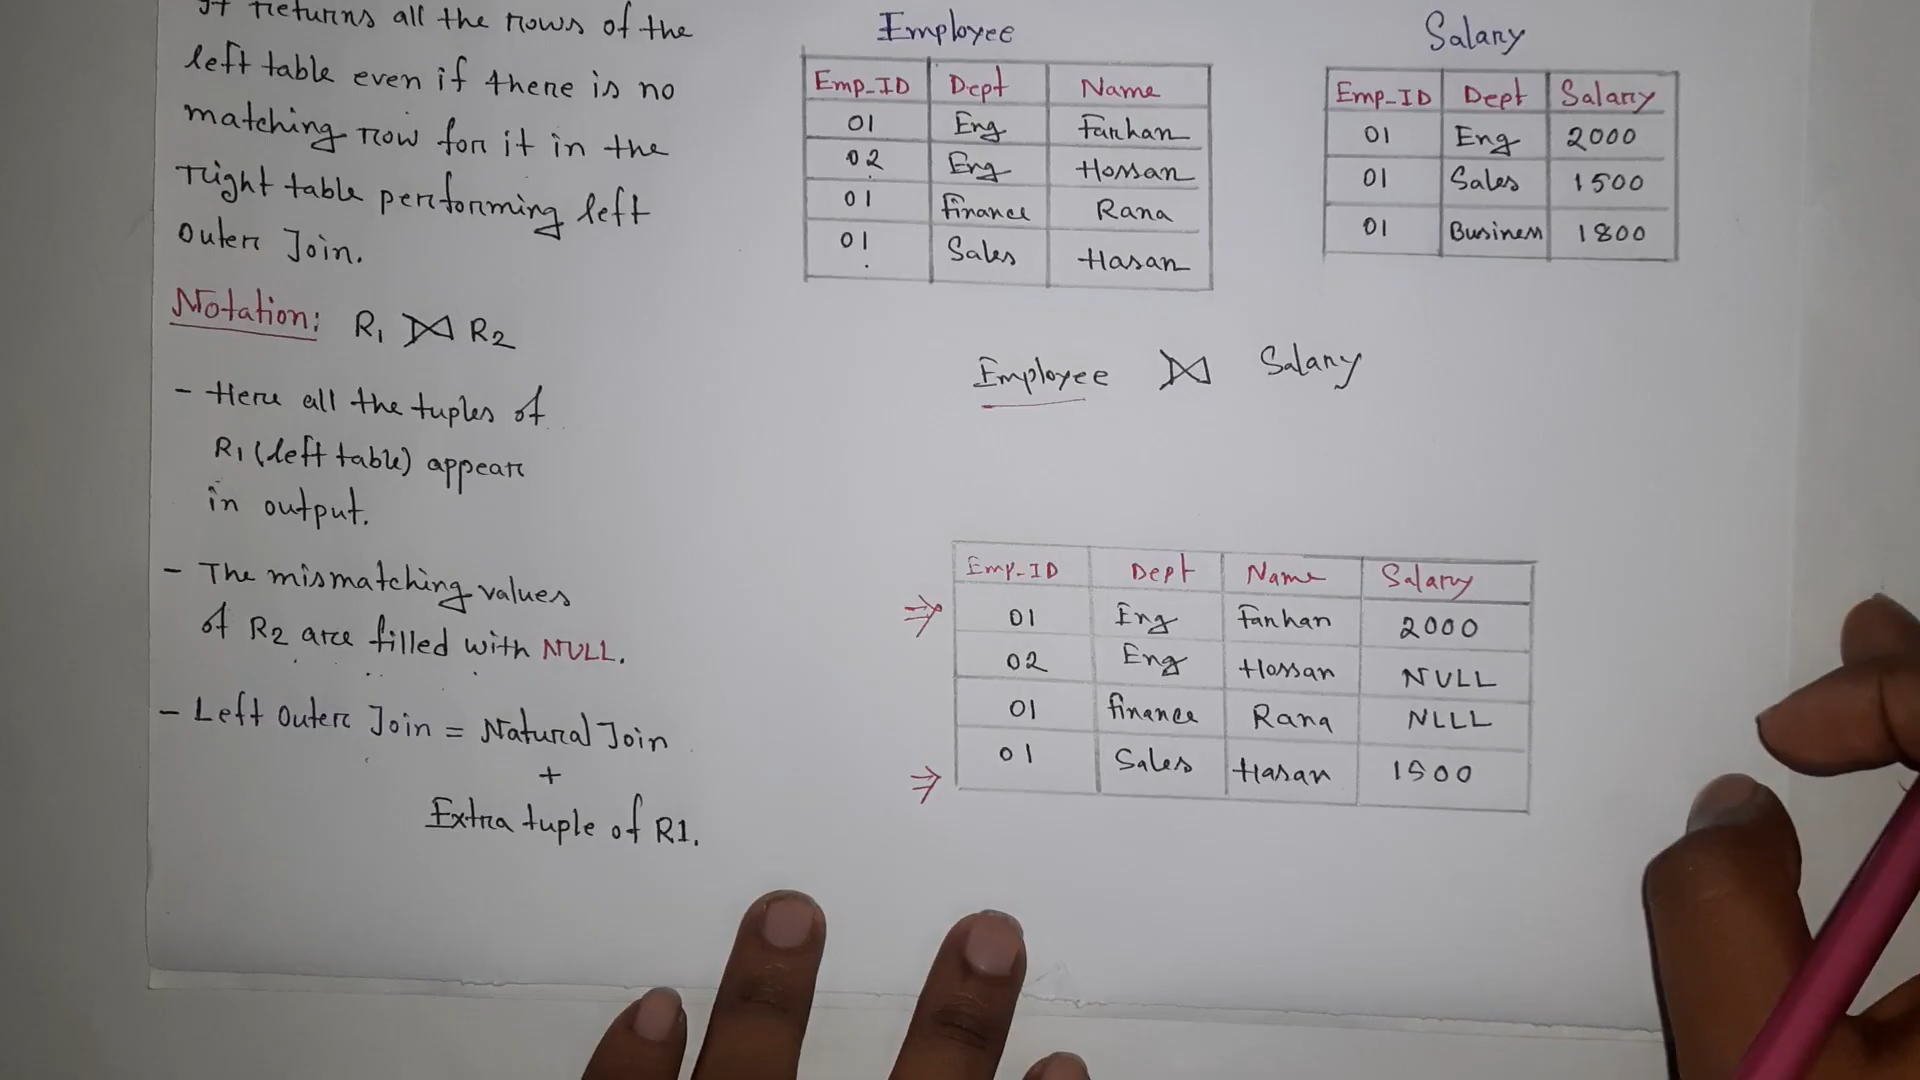 It returns all the rows of the
left table even if there is no
matching row for it in the
right table performing left
outer Join.
Notation: R1 ⟕ R2
- Here all the tuples of
R1 (left table) appear
in output.
- The mismatching values
of R2 are filled with NULL.
- Left Outer Join = Natural Join
+
Extra tuple of R1.
Employee
Emp_ID Dept Name
01 Eng Farhan
02 Eng Hossan
01 finance Rana
01 Sales Hasan
Salary
Emp_ID Dept Salary
01 Eng 2000
01 Sales 1500
01 Business 1800
Employee ⟕ Salary
Emp_ID Dept Name Salary
⇒ 01 Eng Farhan 2000
02 Eng Hossan NULL
01 finance Rana NLLL
⇒ 01 Sales Hasan 1500